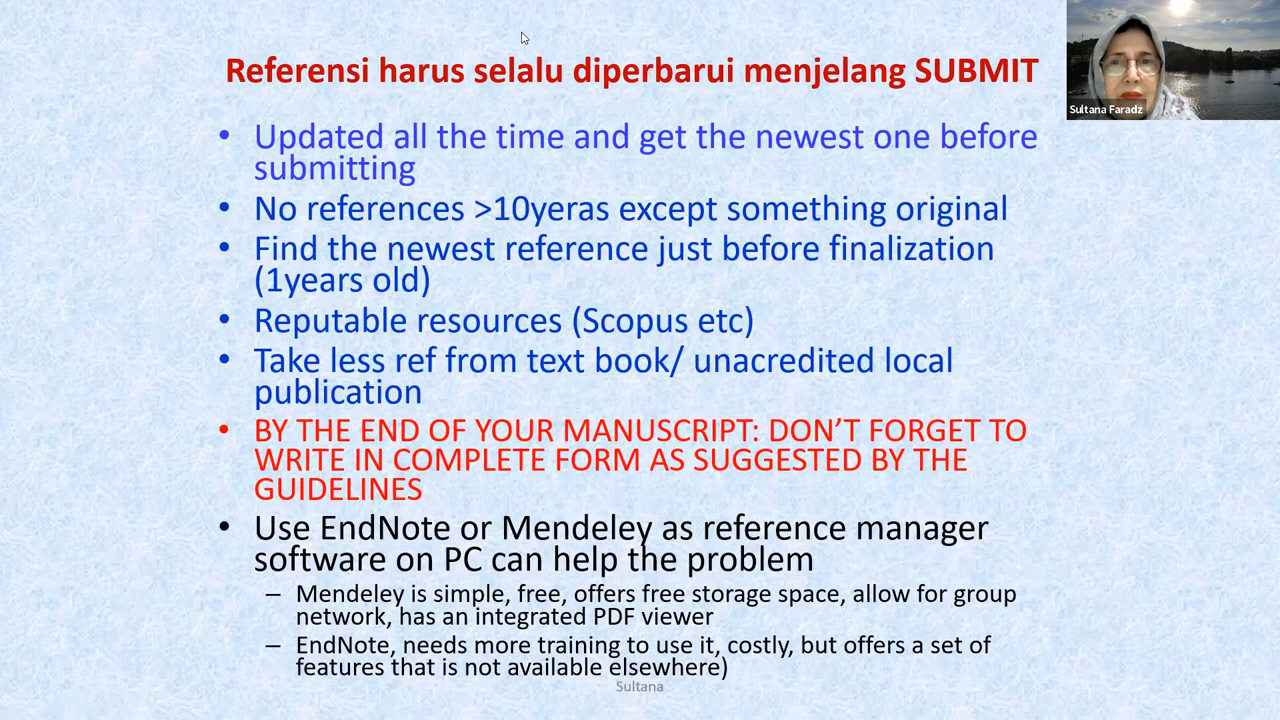 Referensi harus selalu diperbarui menjelang SUBMIT
Sultana Faradz
• Updated all the time and get the newest one before
submitting
• No references >10yeras except something original
• Find the newest reference just before finalization
(1years old)
• Reputable resources (Scopus etc)
• Take less ref from text book/ unacredited local
publication
• BY THE END OF YOUR MANUSCRIPT: DON’T FORGET TO
WRITE IN COMPLETE FORM AS SUGGESTED BY THE
GUIDELINES
• Use EndNote or Mendeley as reference manager
software on PC can help the problem
– Mendeley is simple, free, offers free storage space, allow for group
network, has an integrated PDF viewer
– EndNote, needs more training to use it, costly, but offers a set of
features that is not available elsewhere)
Sultana